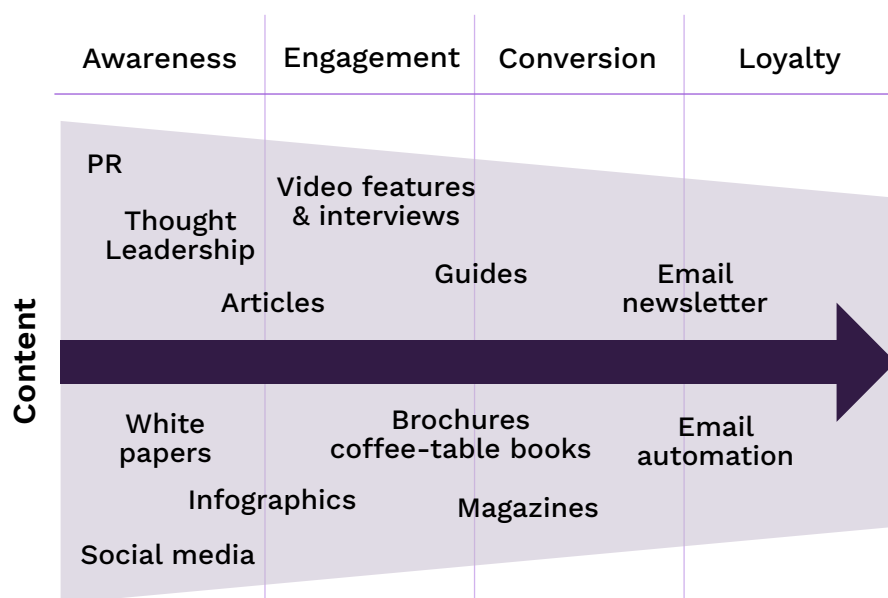 Awareness
Engagement
Conversion
Loyalty
Content
PR
Video features
& interviews
Thought
Leadership
Guides
Email
newsletter
Articles
White
papers
Brochures
coffee-table books
Email
automation
Infographics
Magazines
Social media